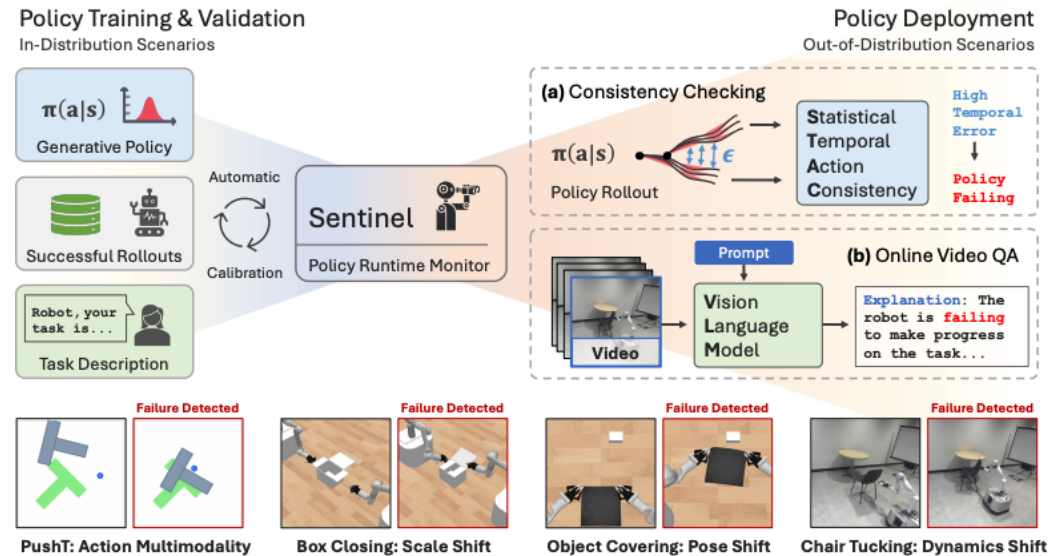 Policy Training & Validation
In-Distribution Scenarios
Policy Deployment
Out-of-Distribution Scenarios
π(a|s)
Generative Policy
Successful Rollouts
Robot, your
task is...
Task Description
Automatic
Calibration
Sentinel
Policy Runtime Monitor
(a) Consistency Checking
π(a|s)
Policy Rollout
ϵ
Statistical
Temporal
Action
Consistency
High
Temporal
Error
Policy
Failing
(b) Online Video QA
Prompt
Video
Vision
Language
Model
Explanation: The
robot is failing
to make progress
on the task...
Failure Detected
PushT: Action Multimodality
Failure Detected
Box Closing: Scale Shift
Failure Detected
Object Covering: Pose Shift
Failure Detected
Chair Tucking: Dynamics Shift